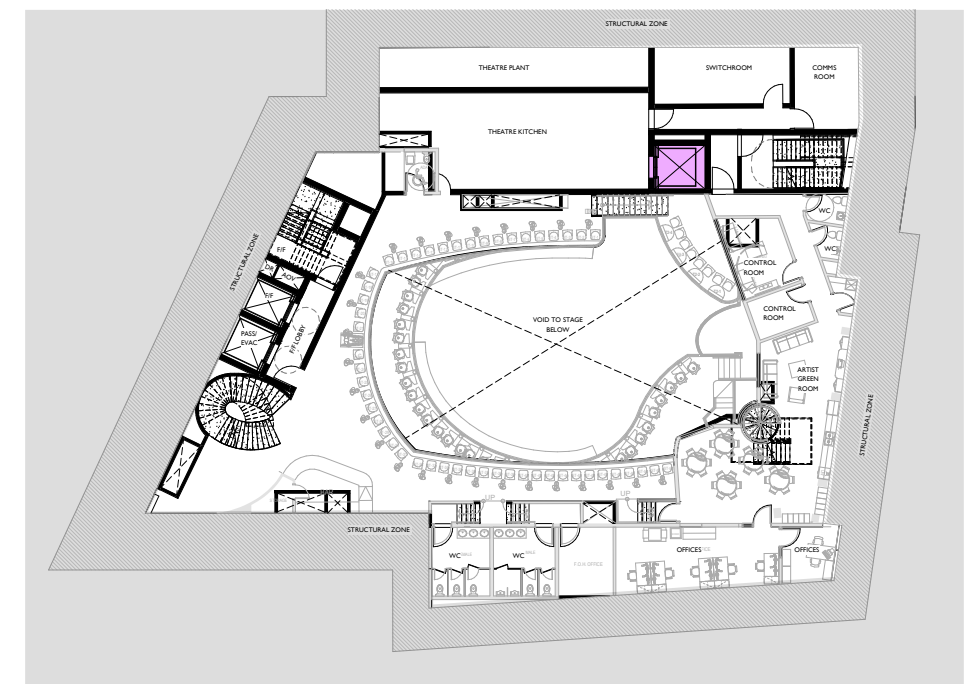 STRUCTURAL ZONE
THEATRE PLANT
SWITCHROOM
COMMS
ROOM
THEATRE KITCHEN
STRUCTURAL ZONE
F/F
DR
AOV
F/F
PASS/
EVAC
F/F LOBBY
WC
WC
CONTROL
ROOM
CONTROL
ROOM
VOID TO STAGE
BELOW
ARTIST
GREEN
ROOM
STRUCTURAL ZONE
STRUCTURAL ZONE
UP
UP
WC
WC
F.O.H. OFFICE
OFFICES
OFFICES